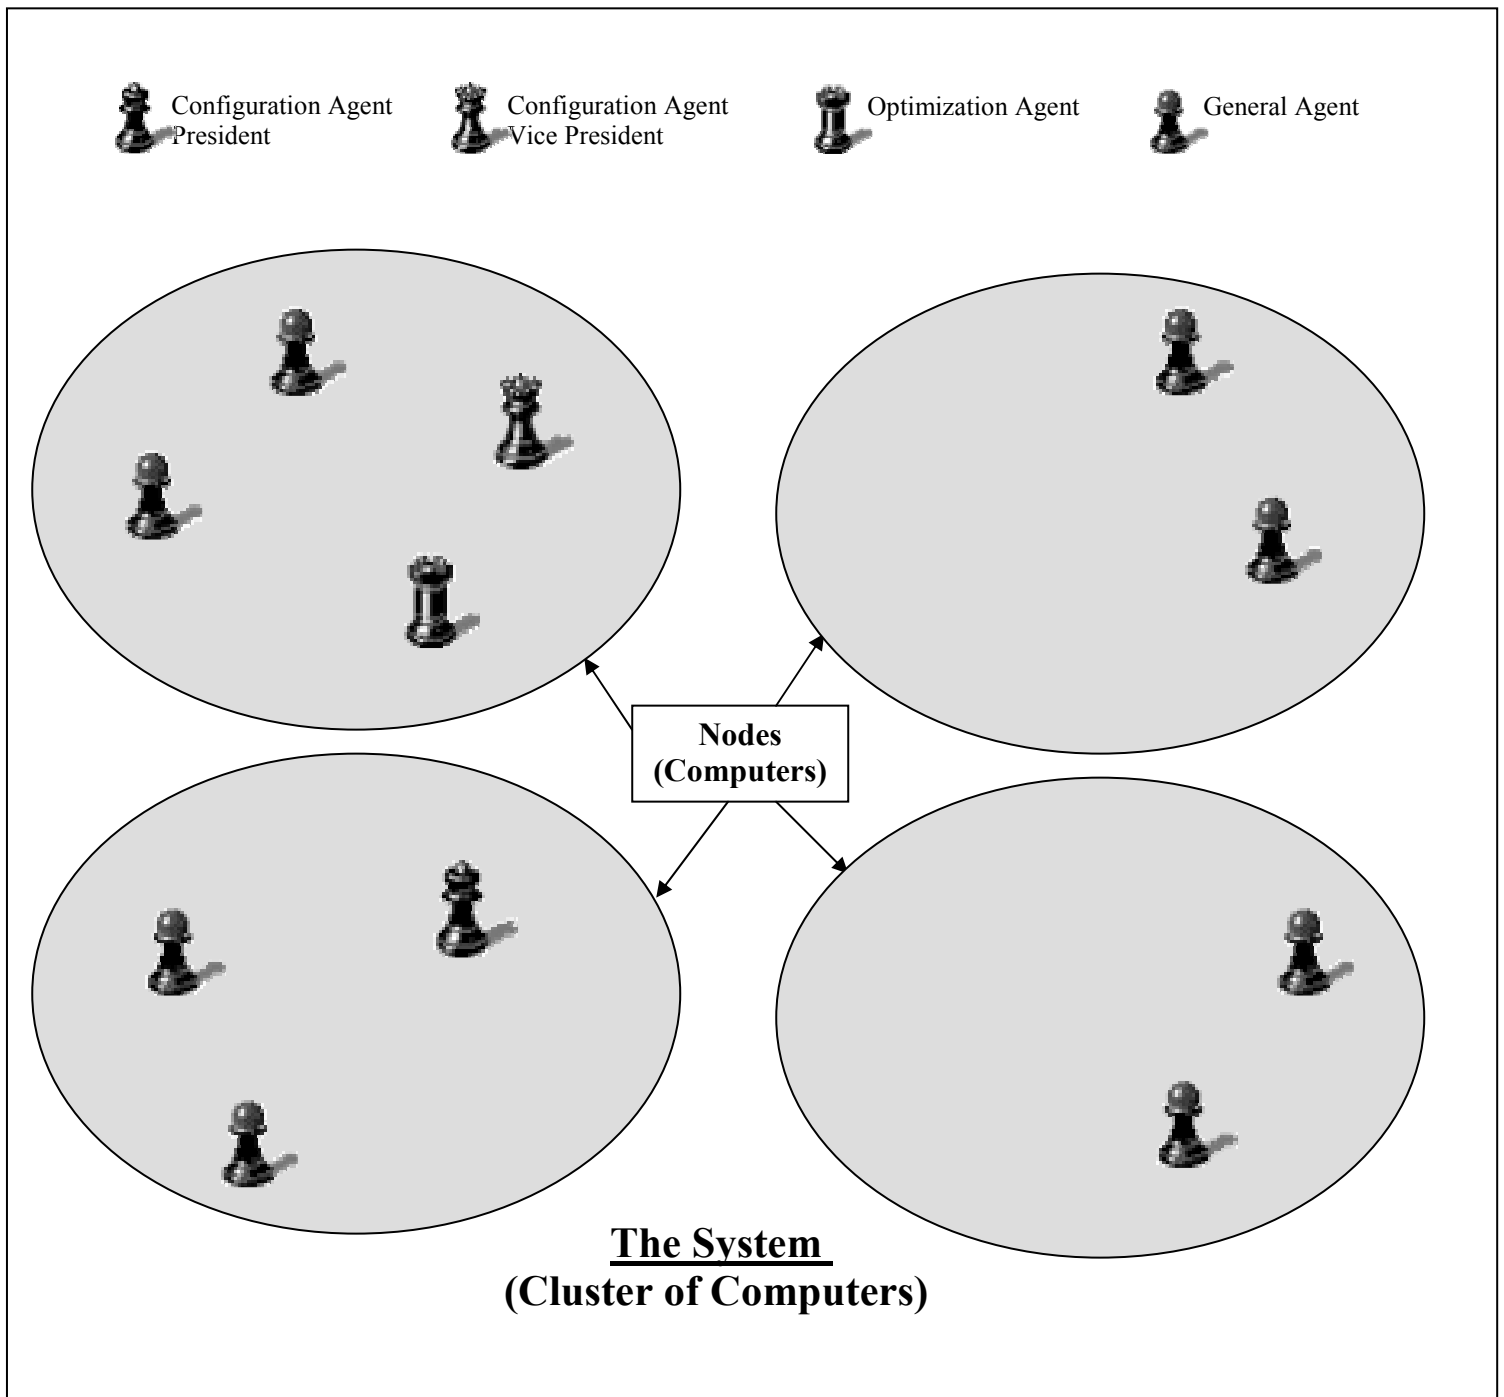 Configuration Agent
President
Configuration Agent
Vice President
Optimization Agent
General Agent
Nodes
(Computers)
The System
(Cluster of Computers)